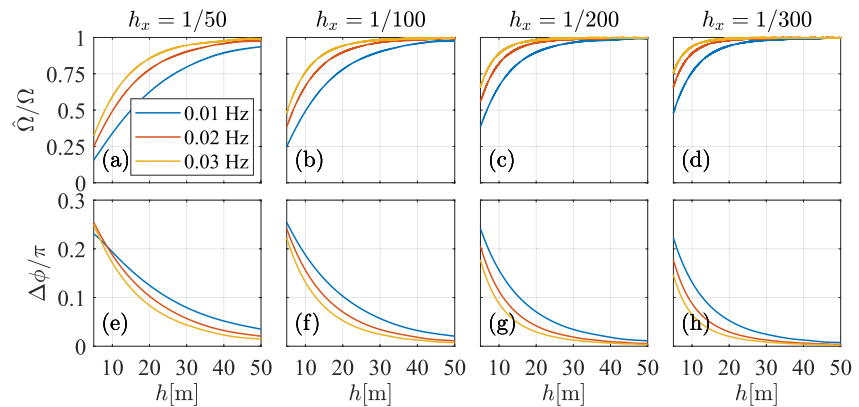 h_x = 1/50
h_x = 1/100
h_x = 1/200
h_x = 1/300
Ω̂/Ω
1
0.75
0.5
0.25
0
0.01 Hz
0.02 Hz
0.03 Hz
(a)
(b)
(c)
(d)
Δϕ/π
0.3
0.2
0.1
0
(e)
(f)
(g)
(h)
10 20 30 40 50
10 20 30 40 50
10 20 30 40 50
10 20 30 40 50
h[m]
h[m]
h[m]
h[m]